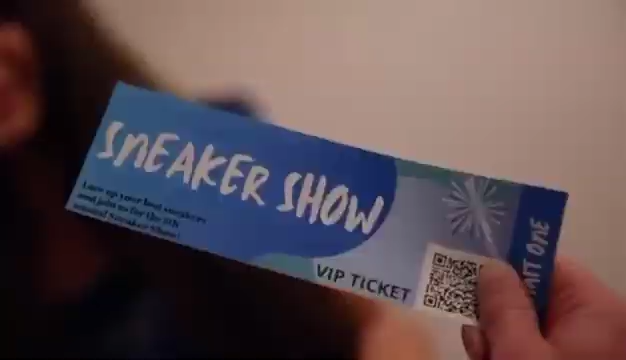 SNEAKER SHOW
Lace up your best sneakers
and join us for the 5th
annual Sneaker Show!
VIP TICKET
MIT ONE